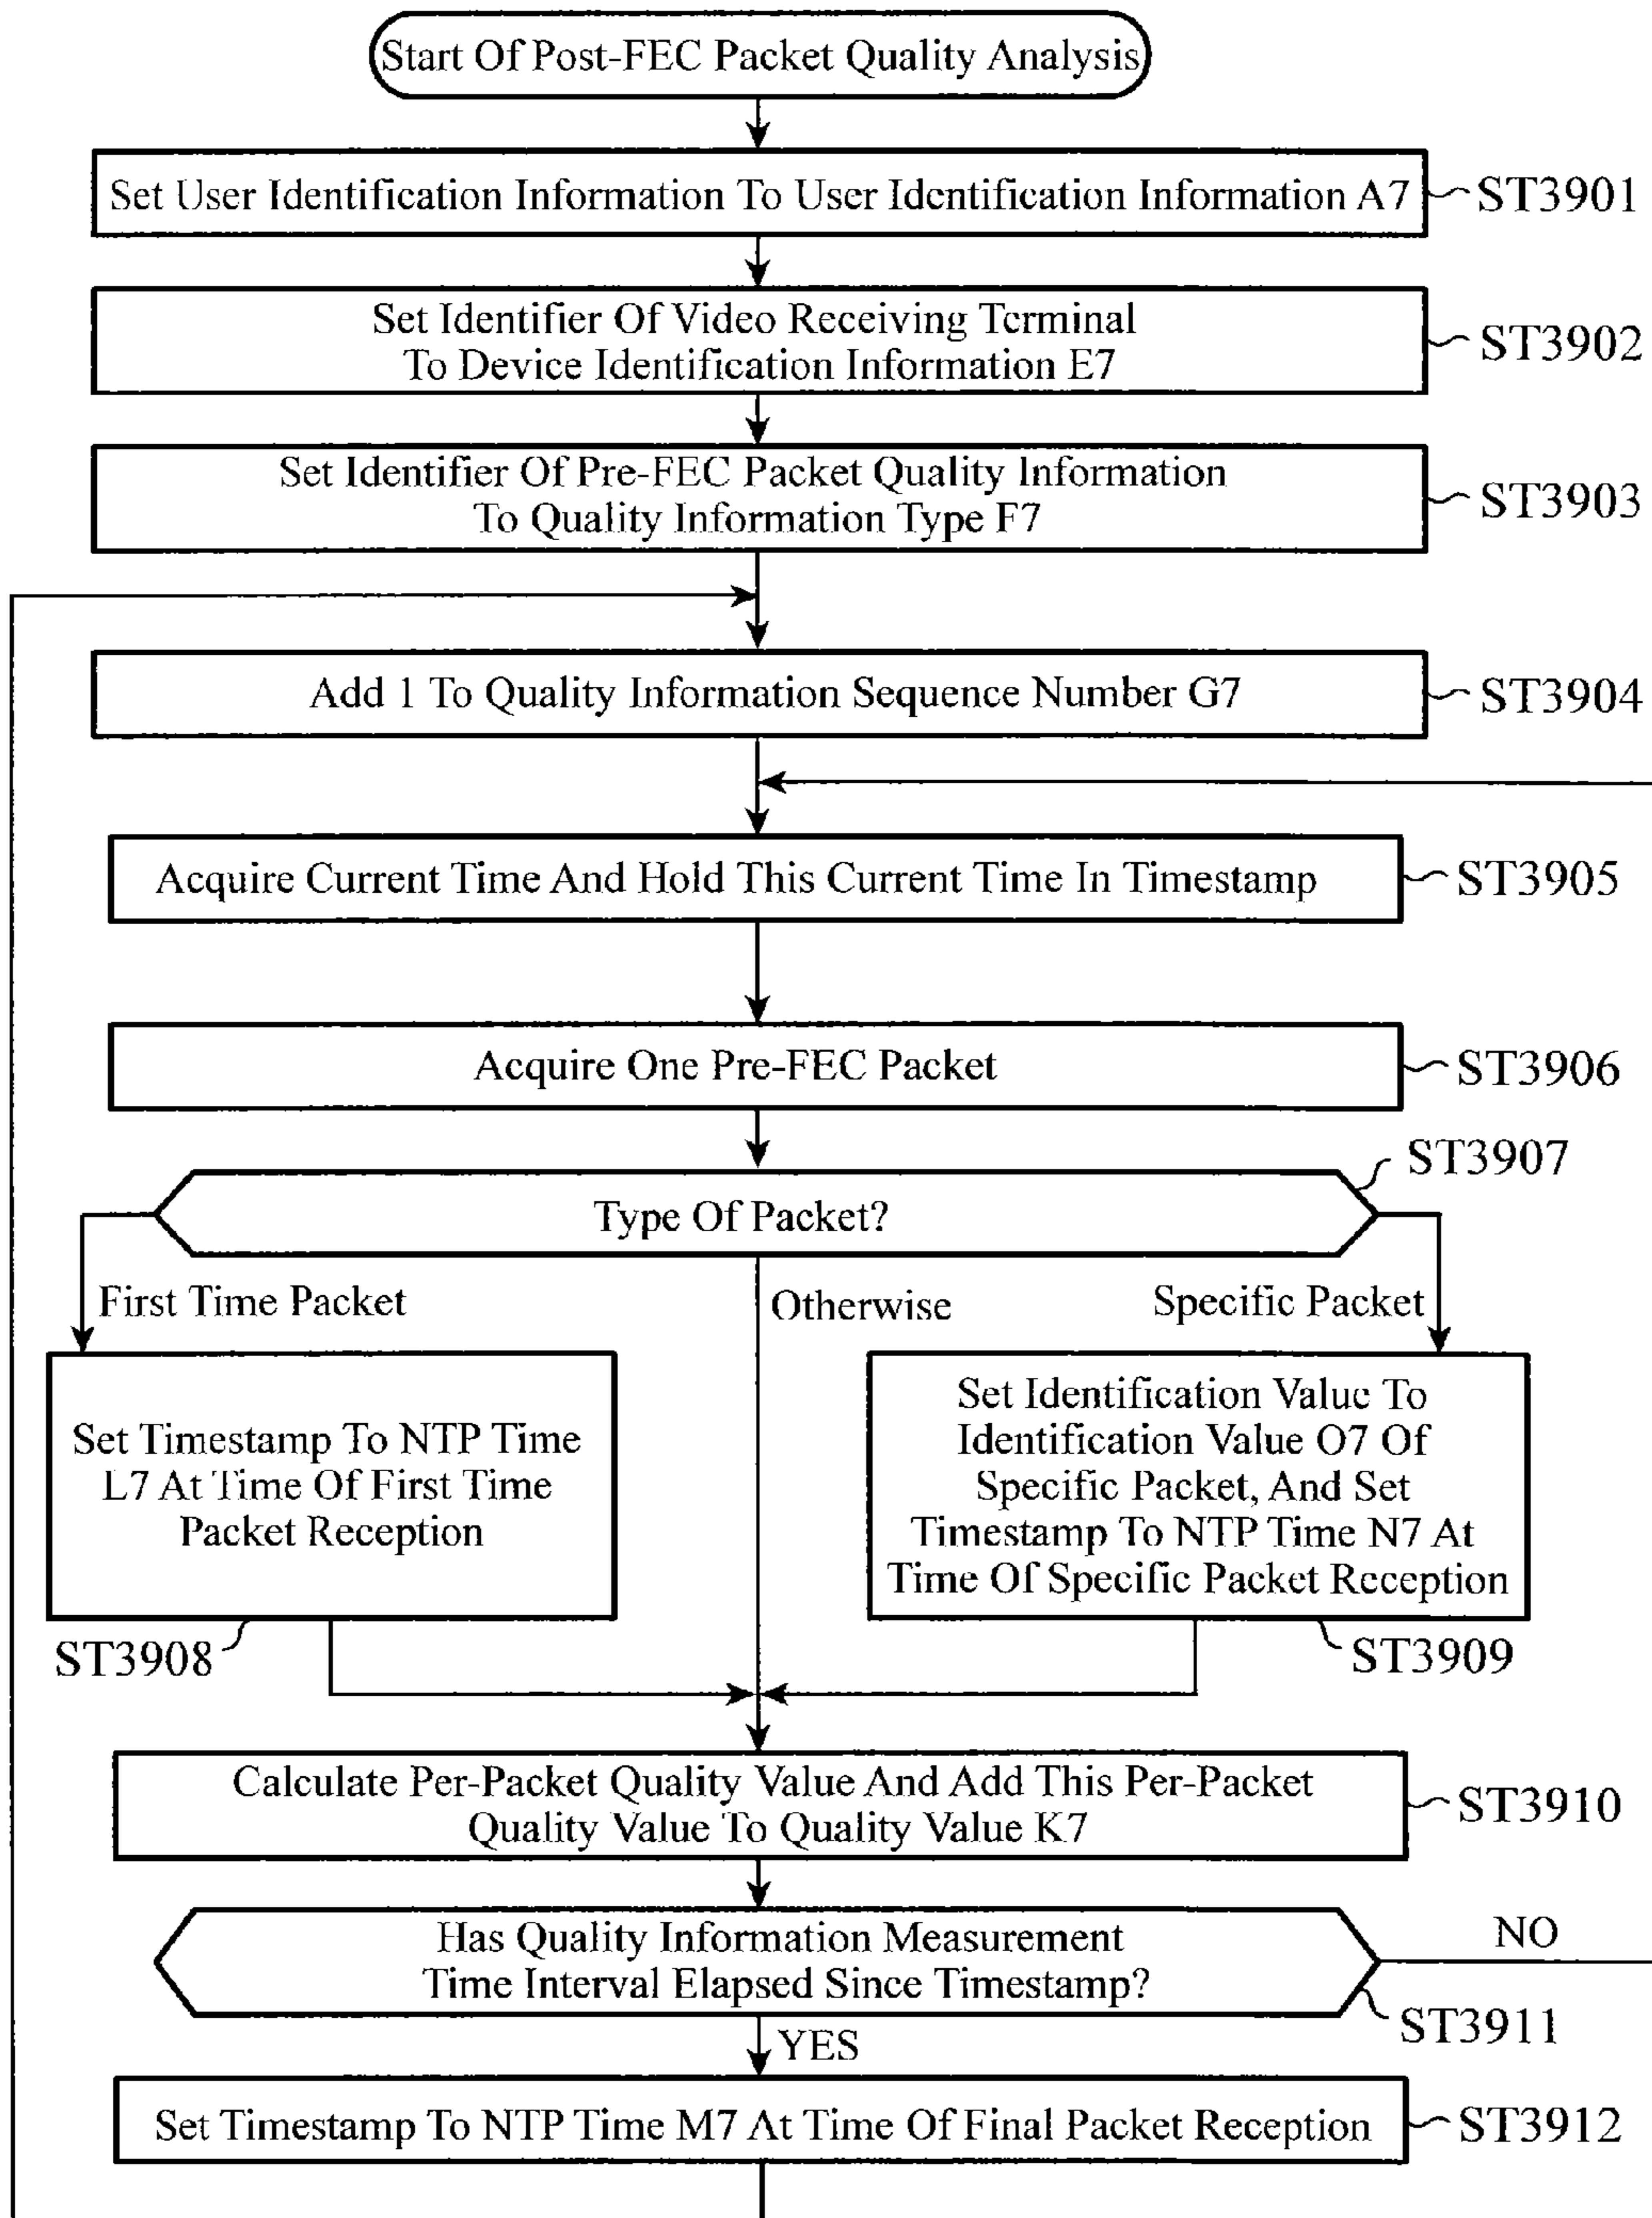 Start Of Post-FEC Packet Quality Analysis
Set User Identification Information To User Identification Information A7
ST3901
Set Identifier Of Video Receiving Terminal
To Device Identification Information E7
ST3902
Set Identifier Of Pre-FEC Packet Quality Information
To Quality Information Type F7
ST3903
Add 1 To Quality Information Sequence Number G7
ST3904
Acquire Current Time And Hold This Current Time In Timestamp
ST3905
Acquire One Pre-FEC Packet
ST3906
ST3907
Type Of Packet?
First Time Packet
Otherwise
Specific Packet
Set Timestamp To NTP Time
L7 At Time Of First Time
Packet Reception
ST3908
Set Identification Value To
Identification Value O7 Of
Specific Packet, And Set
Timestamp To NTP Time N7 At
Time Of Specific Packet Reception
ST3909
Calculate Per-Packet Quality Value And Add This Per-Packet
Quality Value To Quality Value K7
ST3910
Has Quality Information Measurement
Time Interval Elapsed Since Timestamp?
NO
ST3911
YES
Set Timestamp To NTP Time M7 At Time Of Final Packet Reception
ST3912